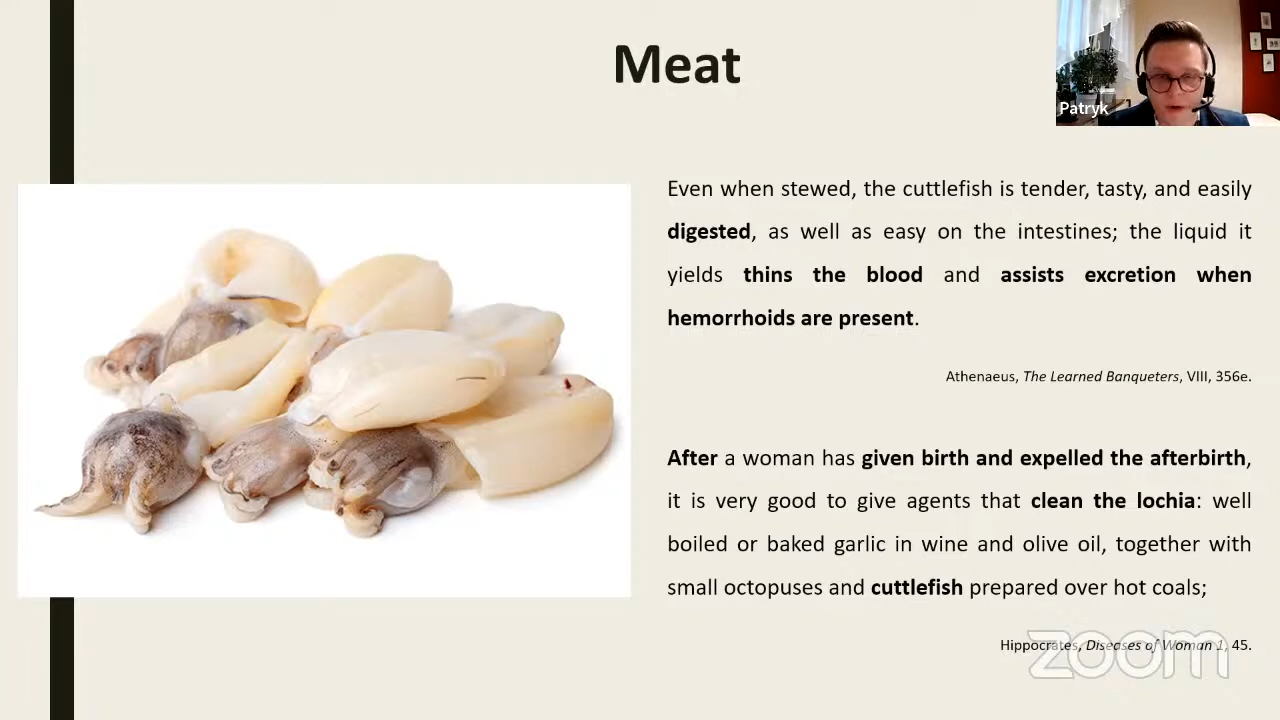 Meat
Patryk
Even when stewed, the cuttlefish is tender, tasty, and easily
digested, as well as easy on the intestines; the liquid it
yields thins the blood and assists excretion when
hemorrhoids are present.
Athenaeus, The Learned Banqueters, VIII, 356e.
After a woman has given birth and expelled the afterbirth,
it is very good to give agents that clean the lochia: well
boiled or baked garlic in wine and olive oil, together with
small octopuses and cuttlefish prepared over hot coals;
Hippocrates, Diseases of Woman 1, 45.
zoom